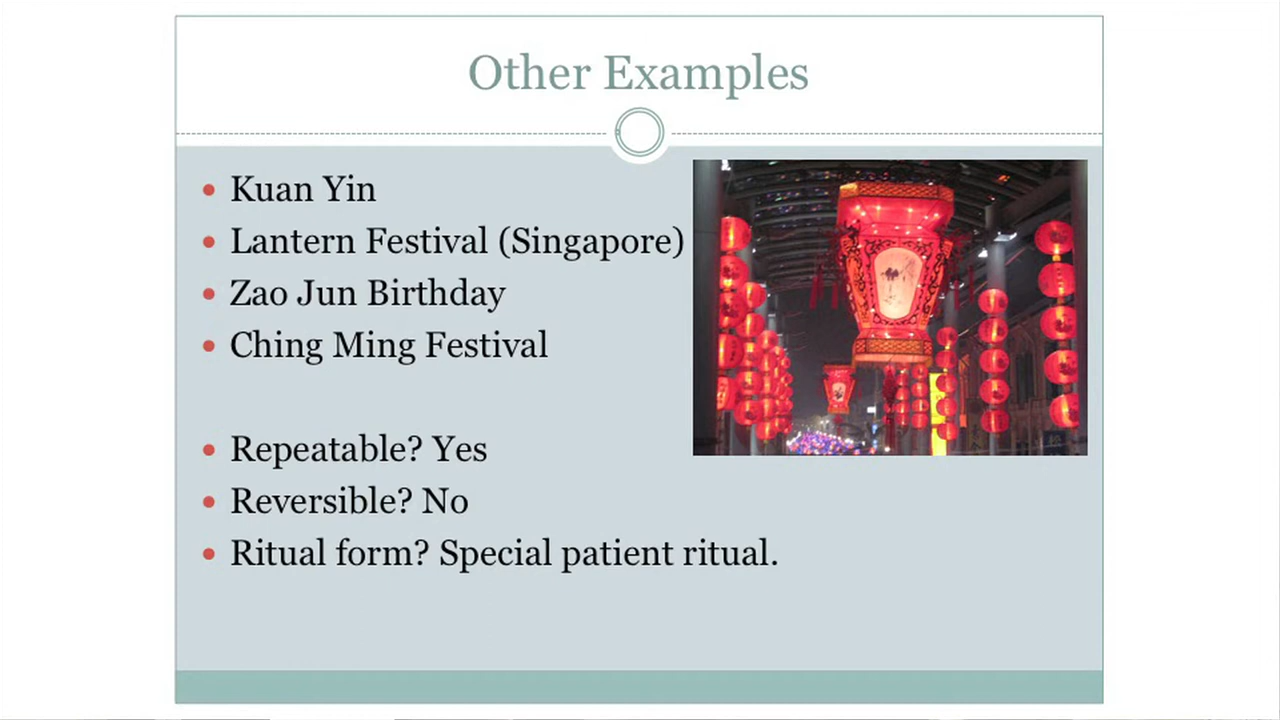 Other Examples
Kuan Yin
Lantern Festival (Singapore)
Zao Jun Birthday
Ching Ming Festival
Repeatable? Yes
Reversible? No
Ritual form? Special patient ritual.